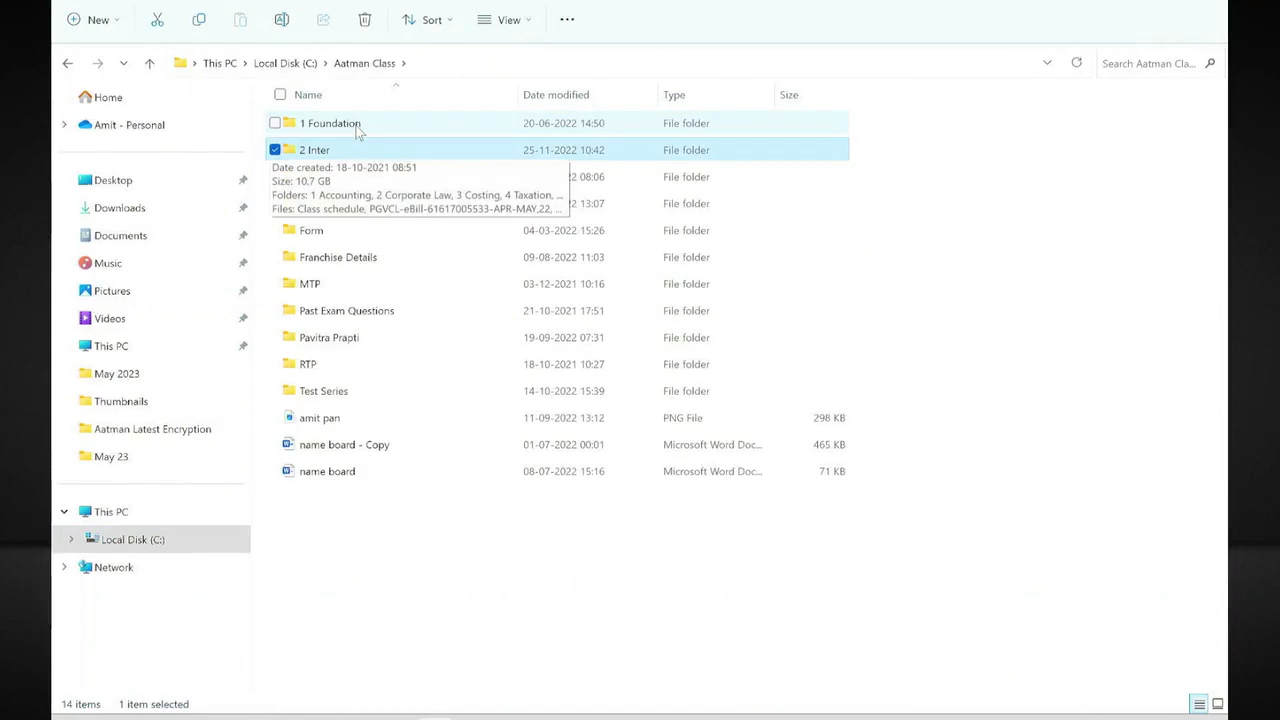 New
Sort
View
This PC > Local Disk (C:) > Aatman Class >
Search Aatman Cla...
Name Date modified Type Size
Home
Amit - Personal
Desktop
Downloads
Documents
Music
Pictures
Videos
This PC
May 2023
Thumbnails
Aatman Latest Encryption
May 23
This PC
Local Disk (C:)
Network
1 Foundation 20-06-2022 14:50 File folder
2 Inter 25-11-2022 10:42 File folder
08:06 File folder
13:07 File folder
Date created: 18-10-2021 08:51
Size: 10.7 GB
Folders: 1 Accounting, 2 Corporate Law, 3 Costing, 4 Taxation, ...
Files: Class schedule, PGVCL-eBill-61617005533-APR-MAY,22, ...
Form 04-03-2022 15:26 File folder
Franchise Details 09-08-2022 11:03 File folder
MTP 03-12-2021 10:16 File folder
Past Exam Questions 21-10-2021 17:51 File folder
Pavitra Prapti 19-09-2022 07:31 File folder
RTP 18-10-2021 10:27 File folder
Test Series 14-10-2022 15:39 File folder
amit pan 11-09-2022 13:12 PNG File 298 KB
name board - Copy 01-07-2022 00:01 Microsoft Word Doc... 465 KB
name board 08-07-2022 15:16 Microsoft Word Doc... 71 KB
14 items 1 item selected